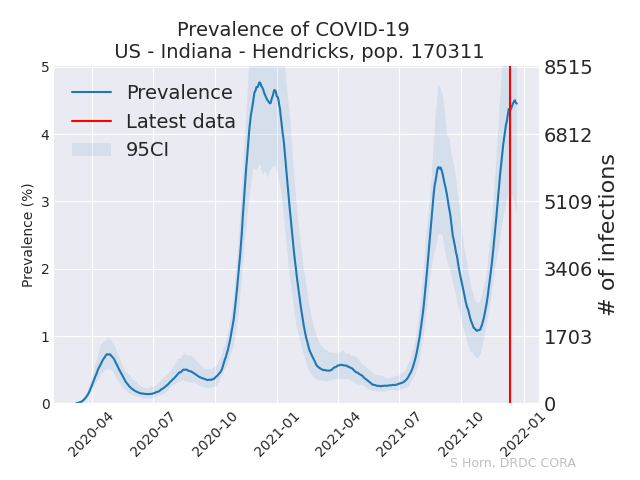 Prevalence of COVID-19
US - Indiana - Hendricks, pop. 170311
Prevalence
Latest data
95CI
Prevalence (%)
5
4
3
2
1
0
8515
6812
5109
3406
1703
0
# of infections
2020-04
2020-07
2020-10
2021-01
2021-04
2021-07
2021-10
2022-01
S Horn, DRDC CORA